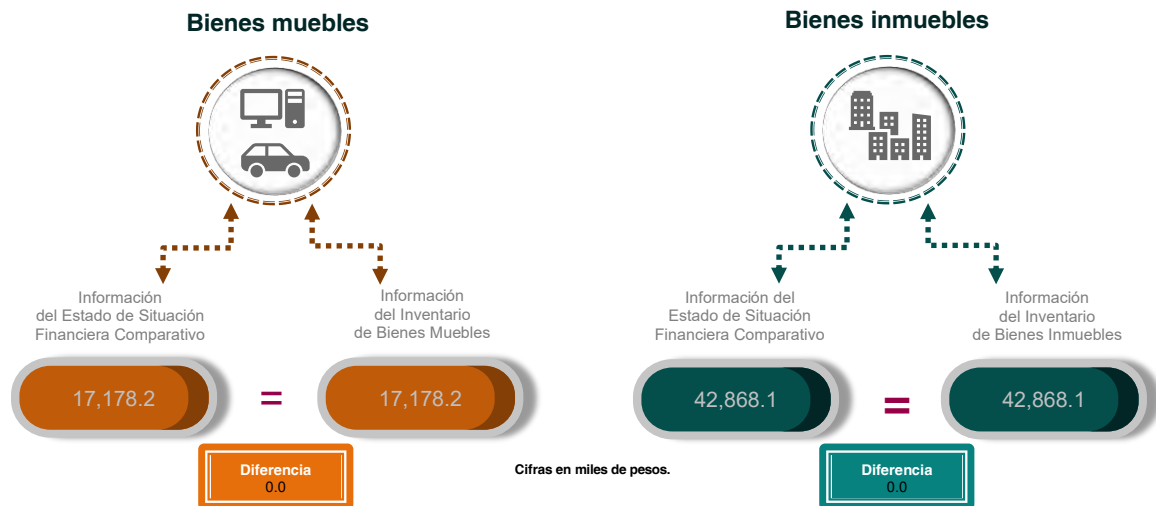 Bienes muebles
Información
del Estado de Situación
Financiera Comparativo
Información
del Inventario
de Bienes Muebles
17,178.2
=
17,178.2
Diferencia
0.0
Cifras en miles de pesos.
Bienes inmuebles
Información del
Estado de Situación
Financiera Comparativo
Información
del Inventario
de Bienes Inmuebles
42,868.1
=
42,868.1
Diferencia
0.0